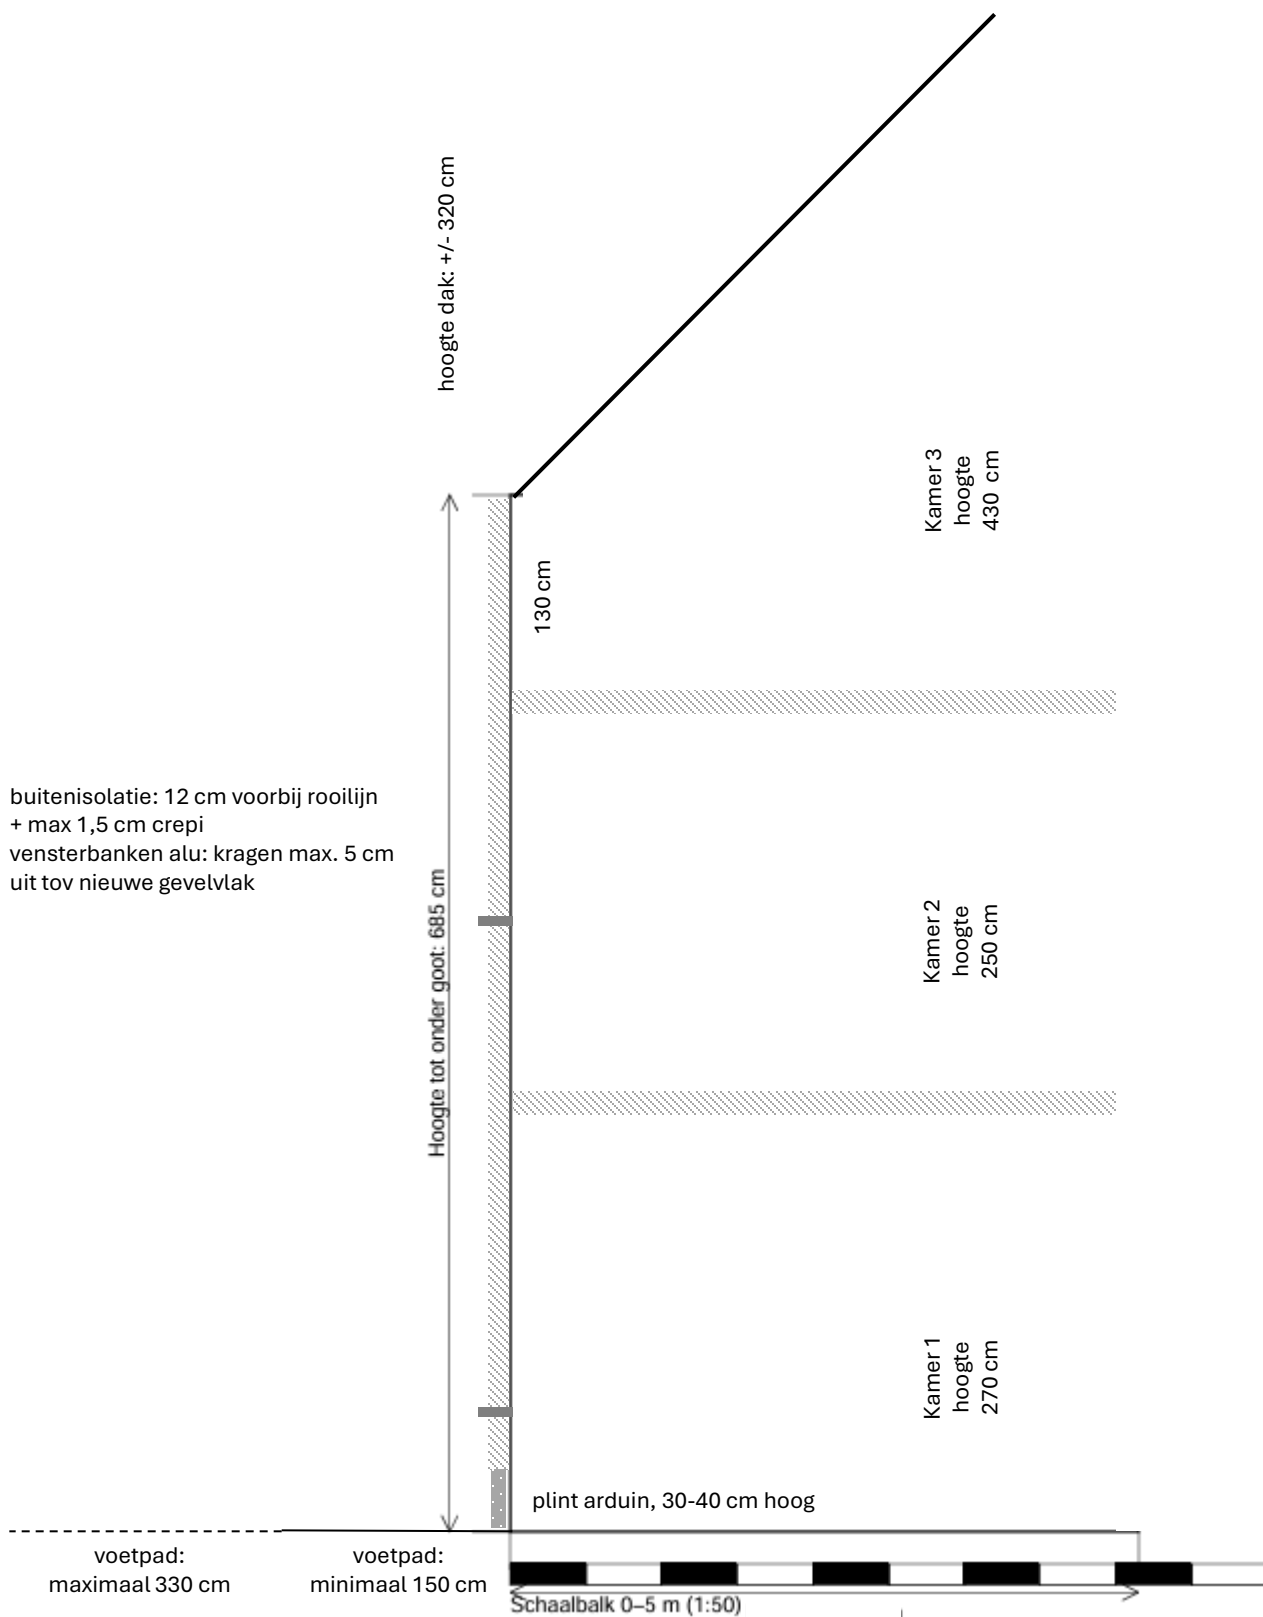 hoogte dak: +/- 320 cm
Kamer 3
hoogte
430 cm
130 cm
buitenisolatie: 12 cm voorbij rooilijn
+ max 1,5 cm crepi
vensterbanken alu: kragen max. 5 cm
uit tov nieuwe gevelvlak
Hoogte tot onder goot: 685 cm
Kamer 2
hoogte
250 cm
Kamer 1
hoogte
270 cm
plint arduin, 30-40 cm hoog
voetpad:
maximaal 330 cm
voetpad:
minimaal 150 cm
Schaalbalk 0–5 m (1:50)